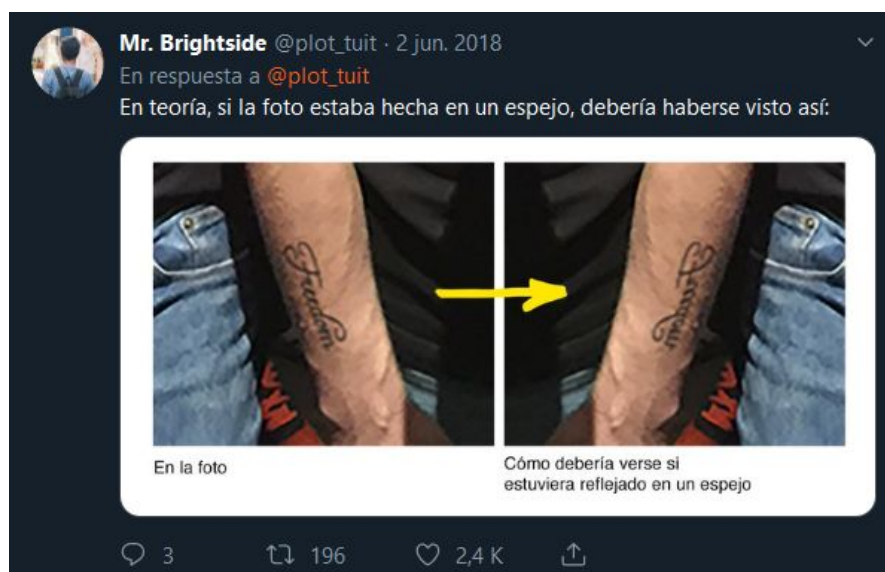 Mr. Brightside @plot_tuit · 2 jun. 2018
En respuesta a @plot_tuit
En teoría, si la foto estaba hecha en un espejo, debería haberse visto así:
Freedom
En la foto
Cómo debería verse si
estuviera reflejado en un espejo
3 196 2,4 K